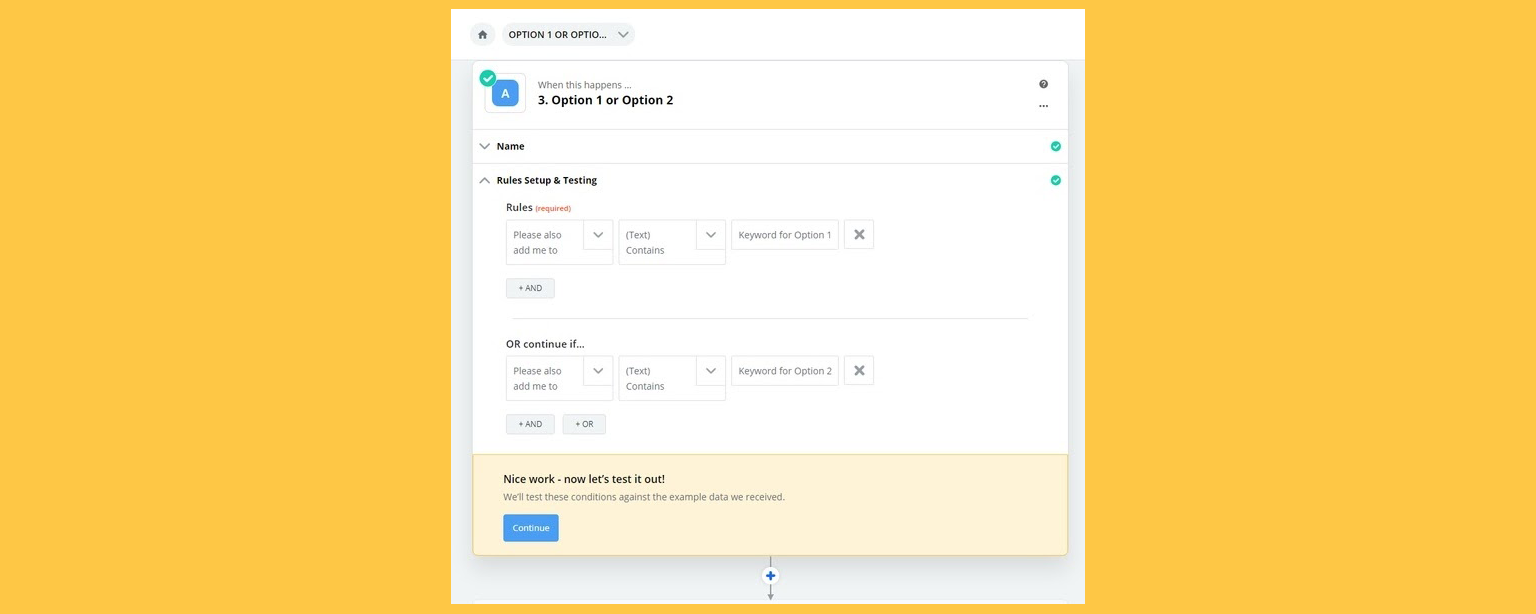 OPTION 1 OR OPTIO...
A
When this happens ...
3. Option 1 or Option 2
Name
Rules Setup & Testing
Rules (required)
Please also
add me to
(Text)
Contains
Keyword for Option 1
+ AND
OR continue if...
Please also
add me to
(Text)
Contains
Keyword for Option 2
+ AND
+ OR
Nice work - now let's test it out!
We'll test these conditions against the example data we received.
Continue